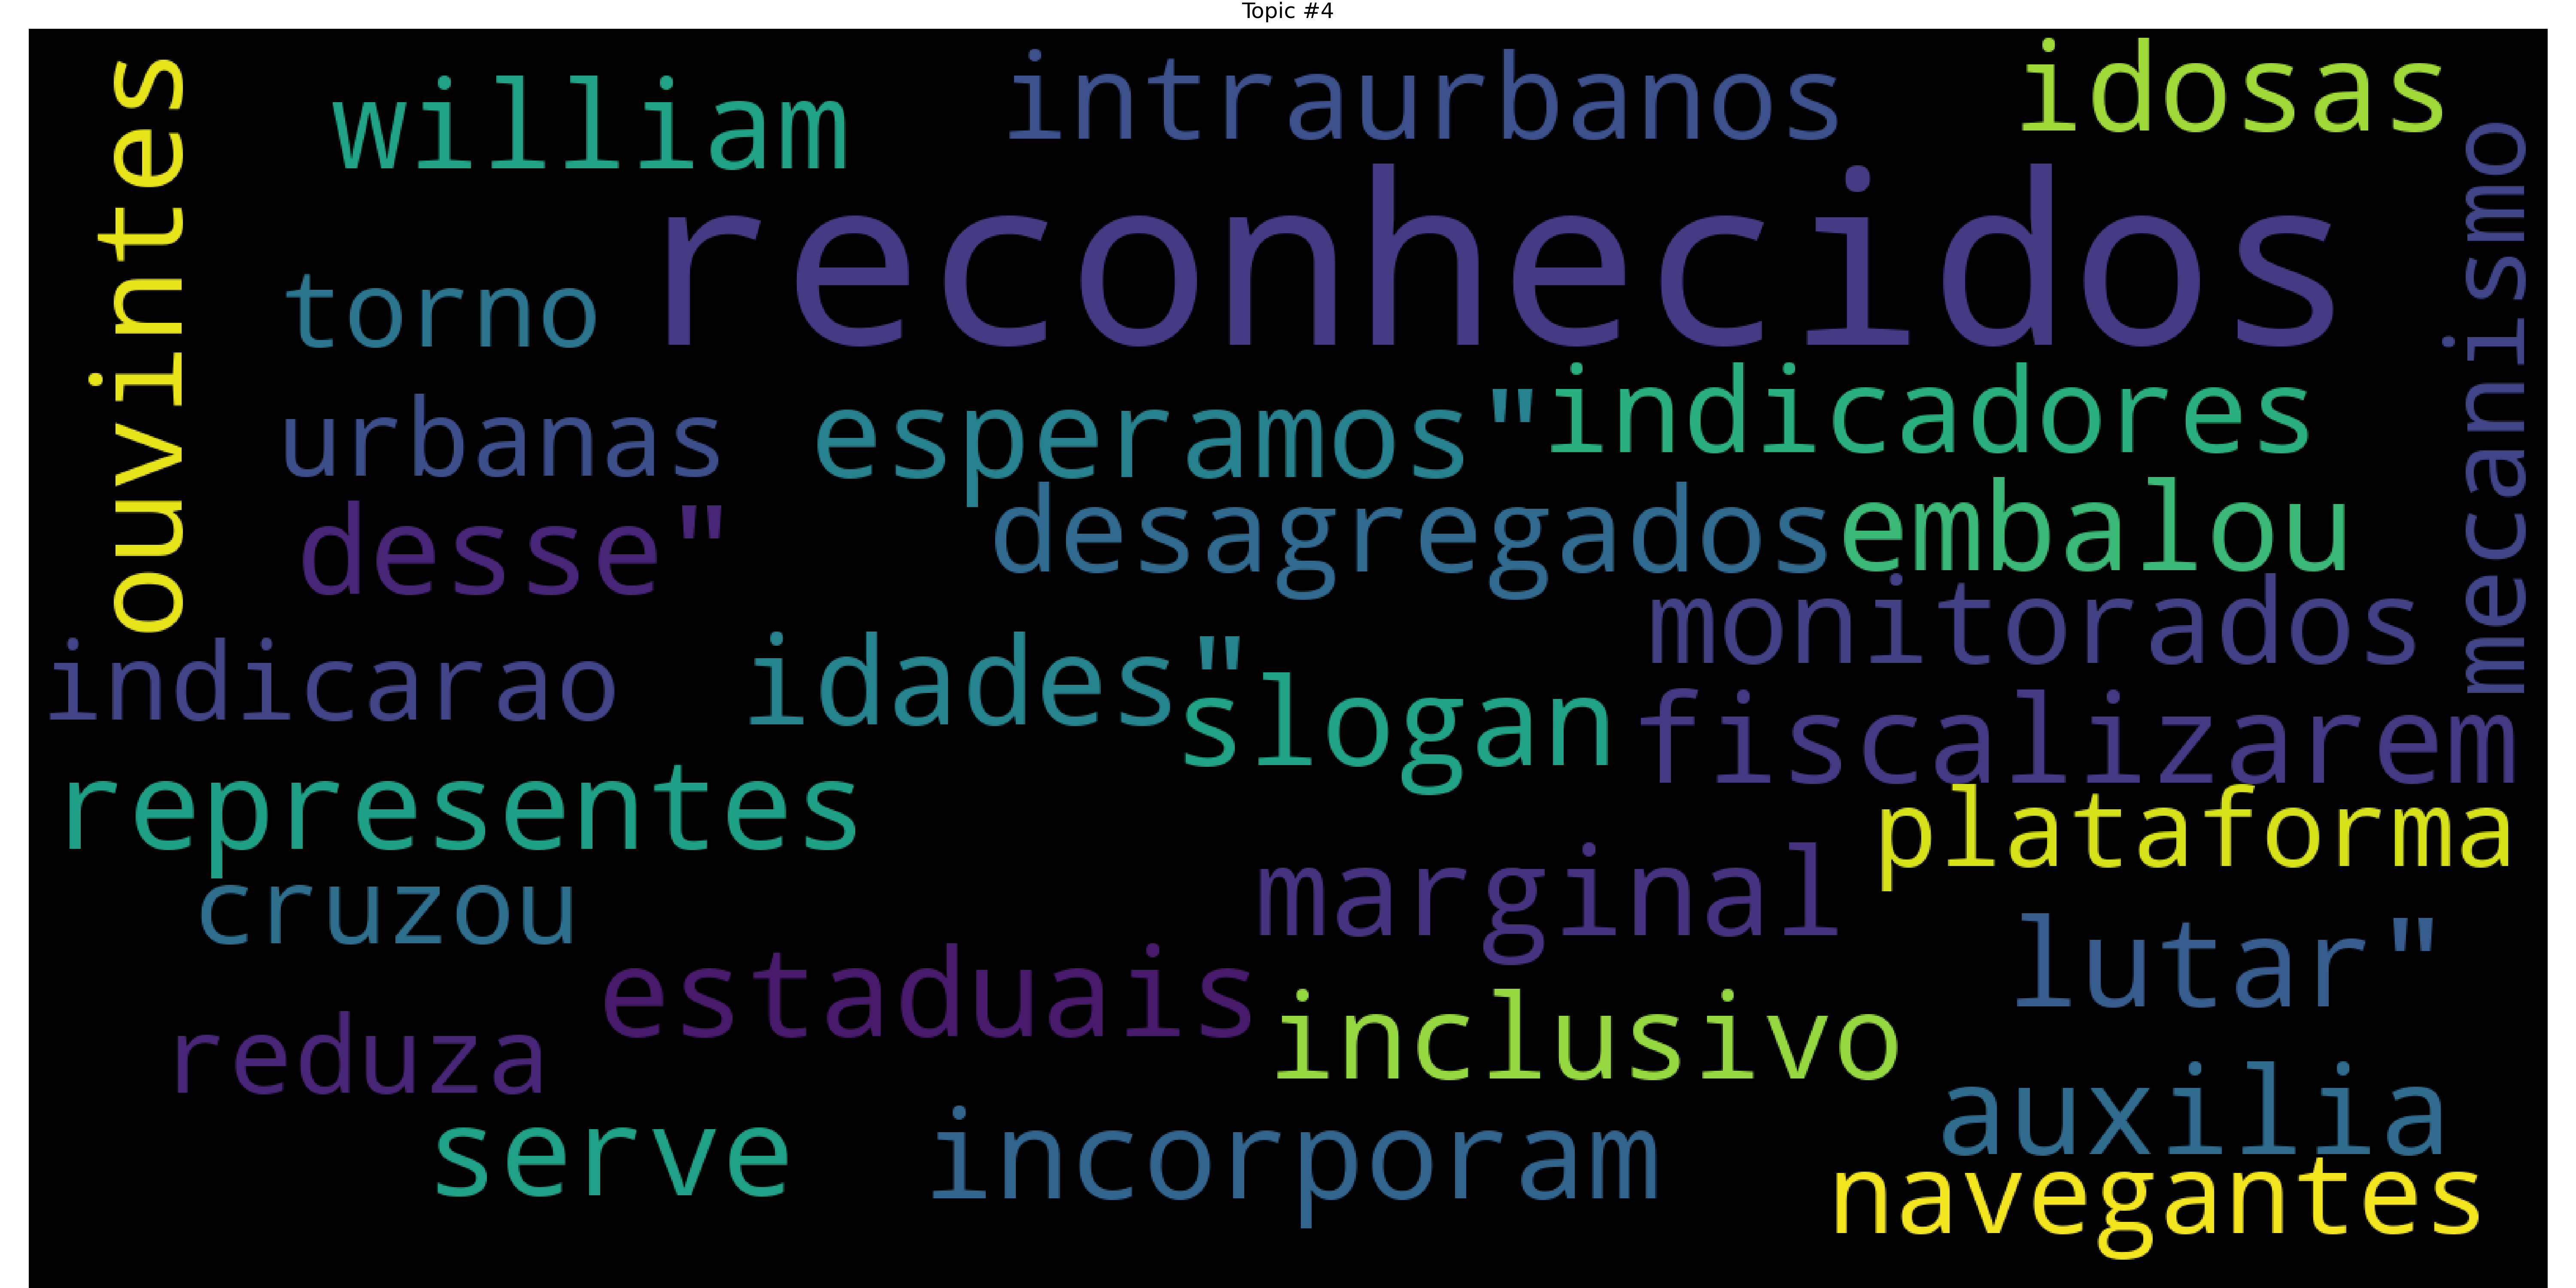 Topic #4
ouvintes
william
intraurbanos
idosas
mecanismo
reconhecidos
torno
urbanas
esperamos"
indicadores
desse"
desagregados
embalou
monitorados
indicarao
idades"
slogan
fiscalizarem
representes
plataforma
cruzou
marginal
lutar"
estaduais
inclusivo
reduza
auxilia
serve
incorporam
navegantes